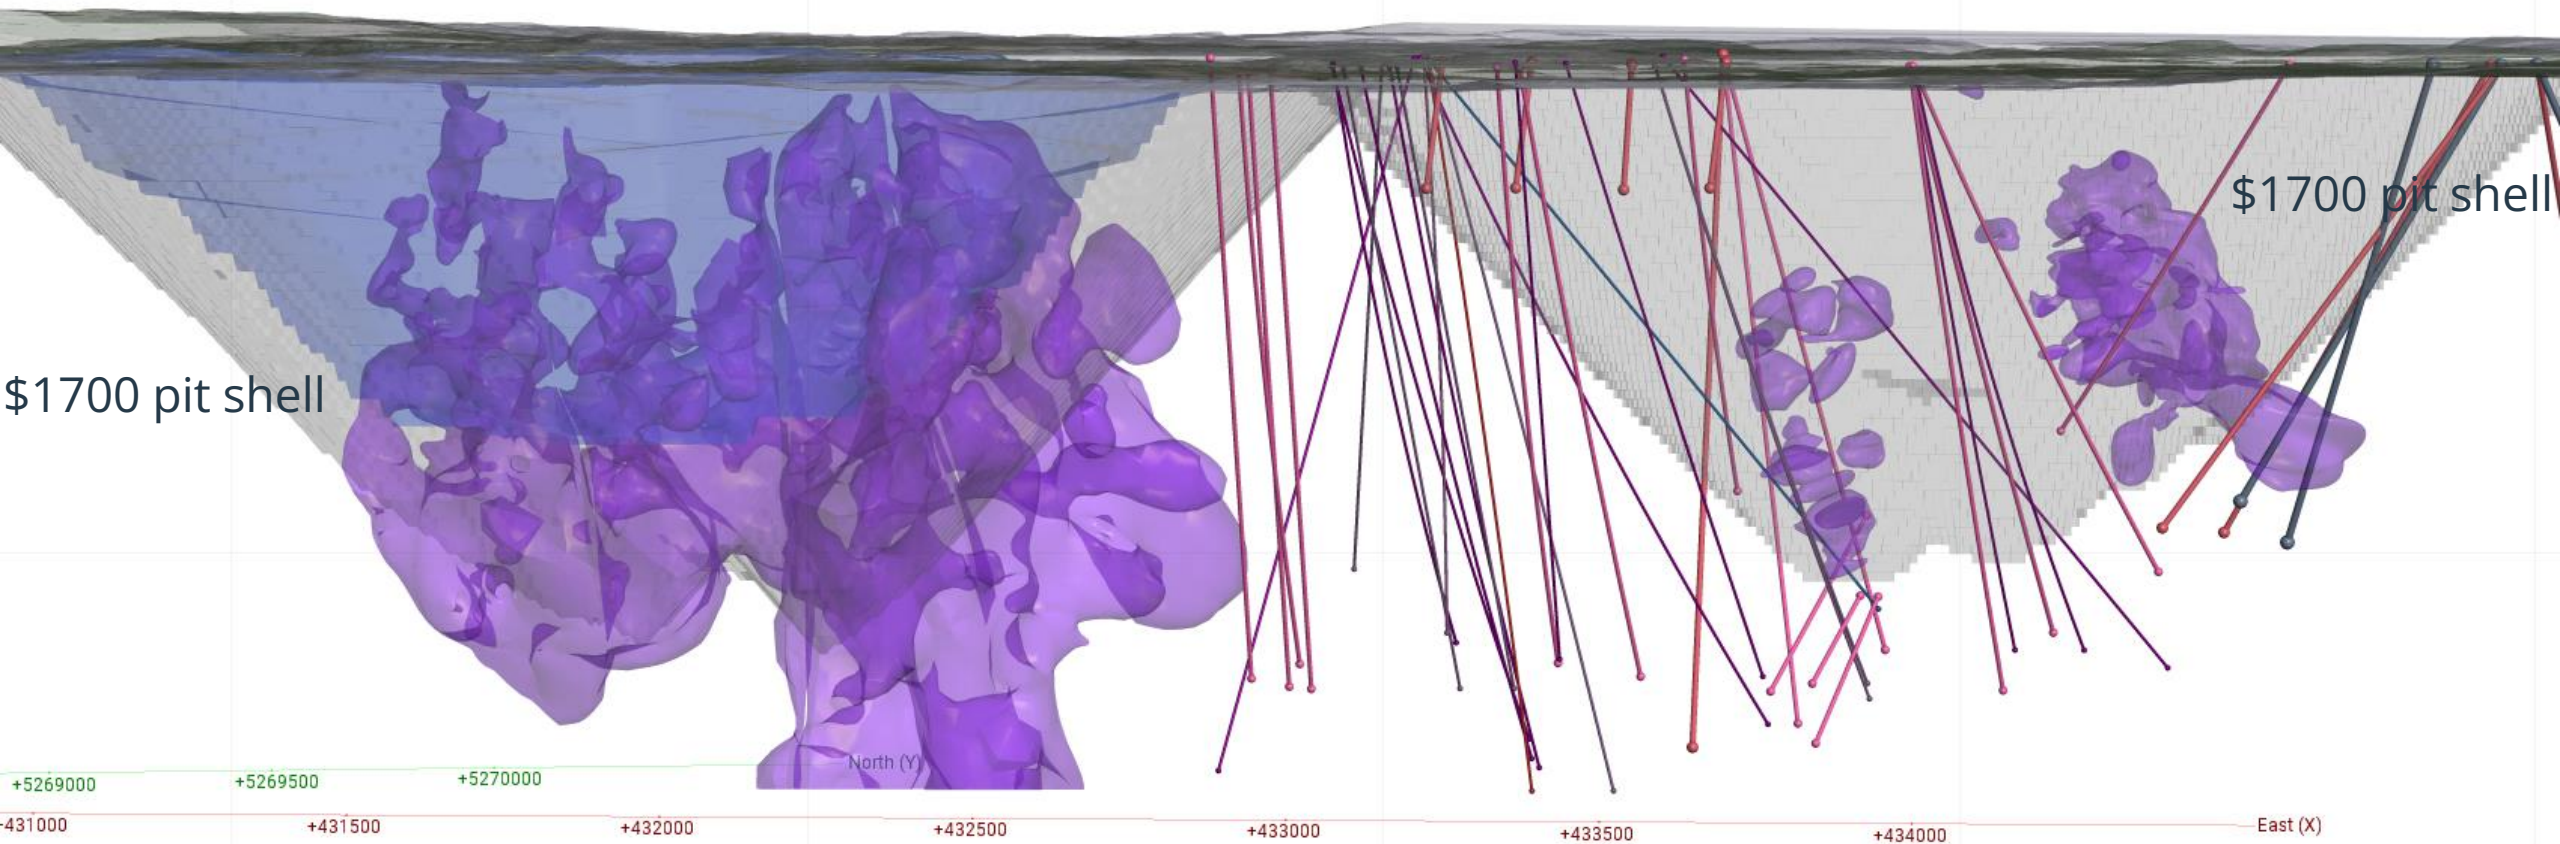 $1700 pit shell
$1700 pit shell
North (Y)
+5269000
+5269500
+5270000
+431000
+431500
+432000
+432500
+433000
+433500
+434000
East (X)